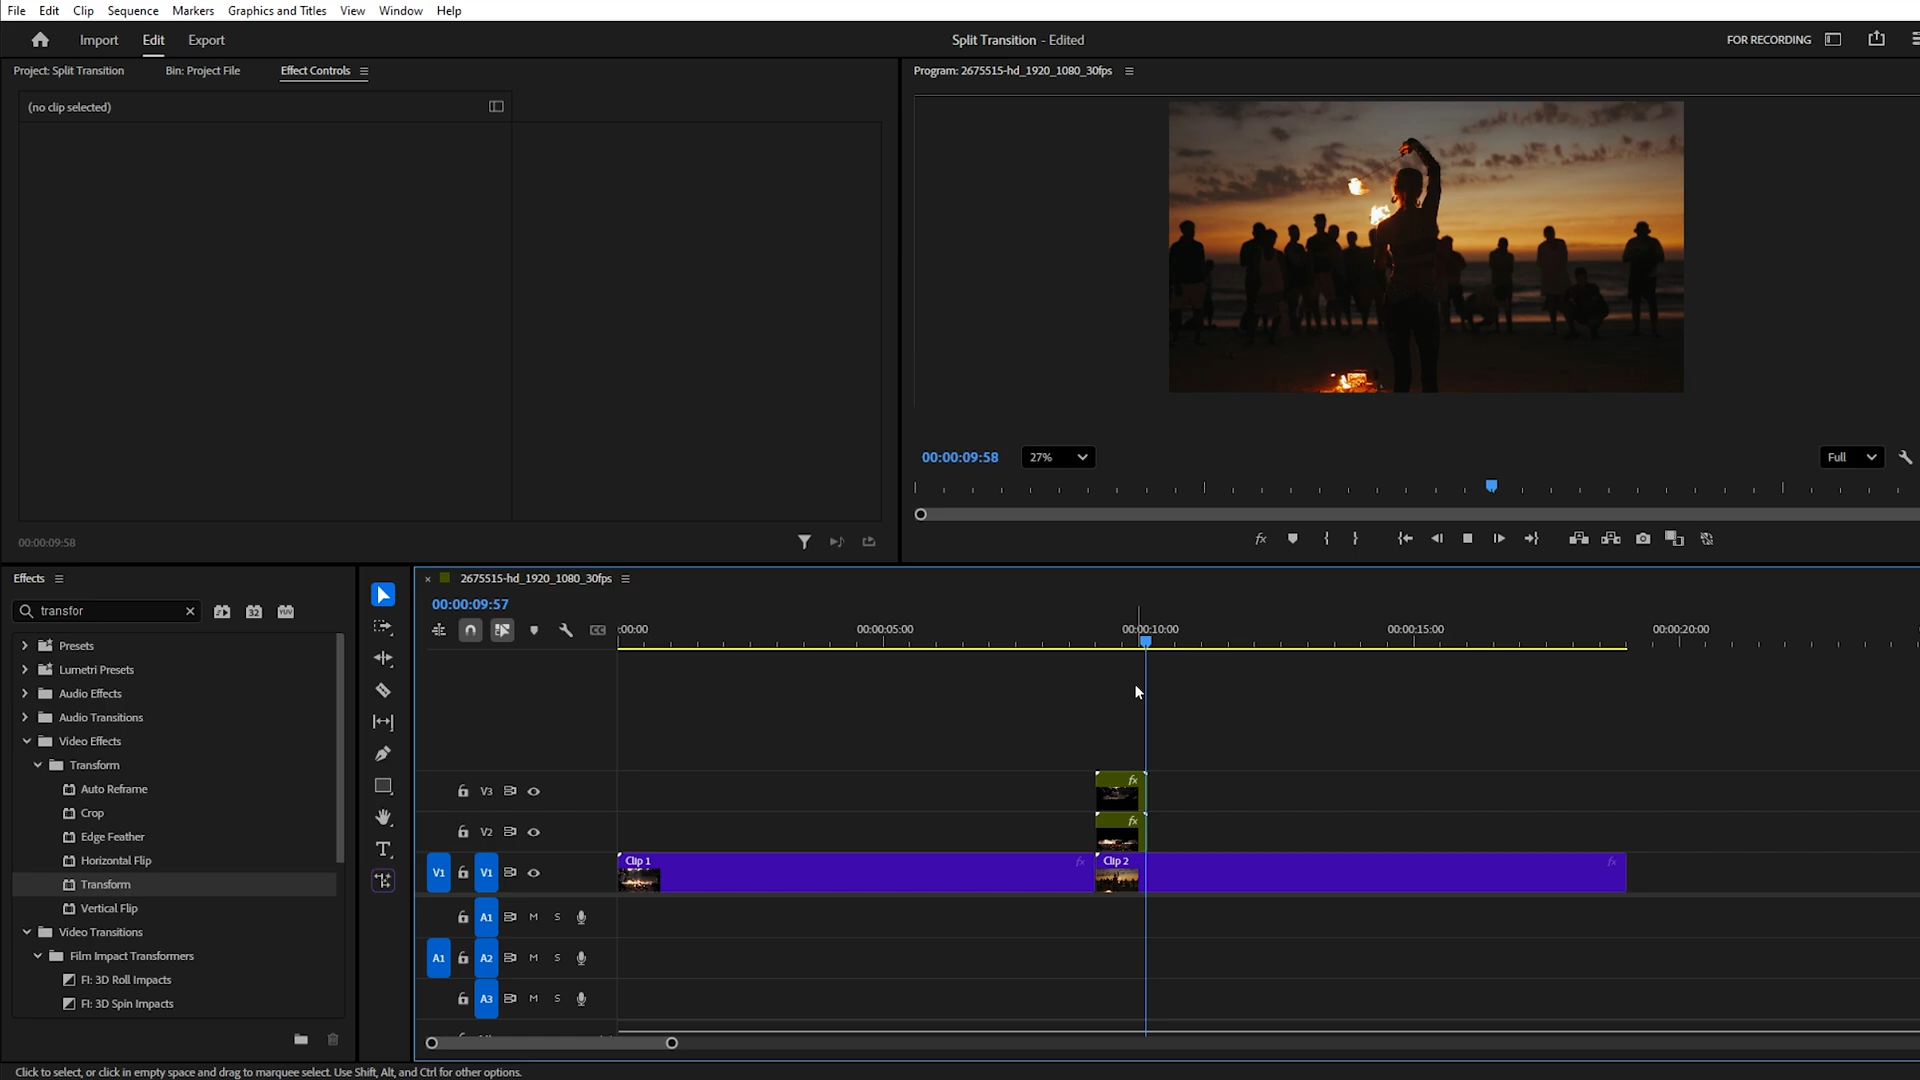 File Edit Clip Sequence Markers Graphics and Titles View Window Help
Import Edit Export
Split Transition - Edited
FOR RECORDING
Project: Split Transition Bin: Project File Effect Controls
Program: 2675515-hd_1920_1080_30fps
(no clip selected)
00:00:09:58 27% Full
00:00:09:58
Effects
2675515-hd_1920_1080_30fps
00:00:09:57
transfor
32 YUV
CC
:00:00 00:00:05:00 00:00:10:00 00:00:15:00 00:00:20:00
Presets
Lumetri Presets
Audio Effects
Audio Transitions
Video Effects
Transform
Auto Reframe
Crop
Edge Feather
Horizontal Flip
Transform
Vertical Flip
Video Transitions
Film Impact Transformers
FI: 3D Roll Impacts
FI: 3D Spin Impacts
V3 fx
V2 fx
V1 V1 Clip 1 fx Clip 2 fx
A1 M S
A1 A2 M S
A3 M S
Click to select, or click in empty space and drag to marquee select. Use Shift, Alt, and Ctrl for other options.